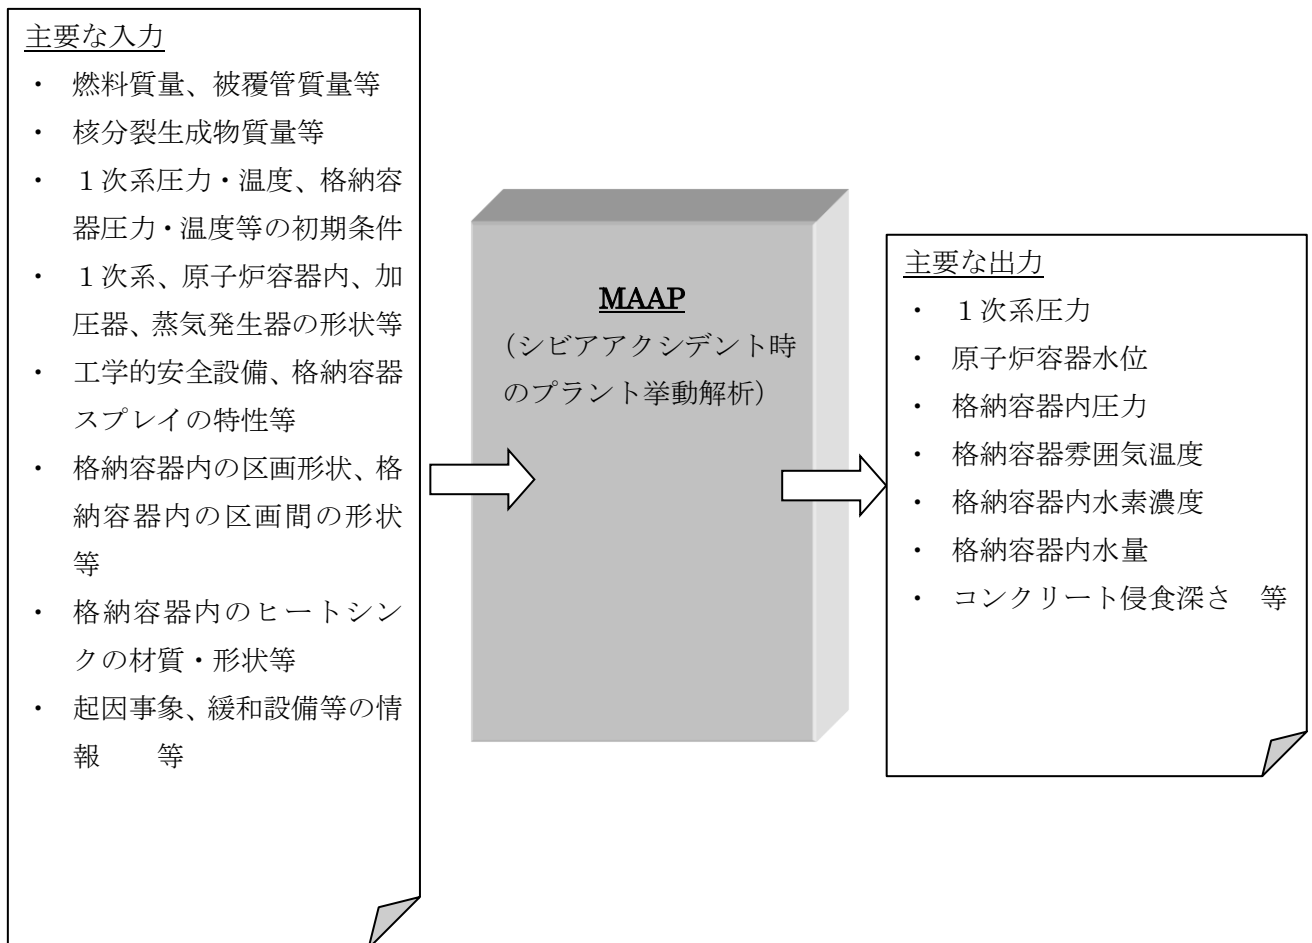 主要な入力
・ 燃料質量、被覆管質量等
・ 核分裂生成物質量等
・ １次系圧力・温度、格納容
器圧力・温度等の初期条件
・ １次系、原子炉容器内、加
圧器、蒸気発生器の形状等
・ 工学的安全設備、格納容器
スプレイの特性等
・ 格納容器内の区画形状、格
納容器内の区画間の形状
等
・ 格納容器内のヒートシン
クの材質・形状等
・ 起因事象、緩和設備等の情
報　　等
MAAP
（シビアアクシデント時
のプラント挙動解析）
主要な出力
・ １次系圧力
・ 原子炉容器水位
・ 格納容器内圧力
・ 格納容器雰囲気温度
・ 格納容器内水素濃度
・ 格納容器内水量
・ コンクリート侵食深さ　等